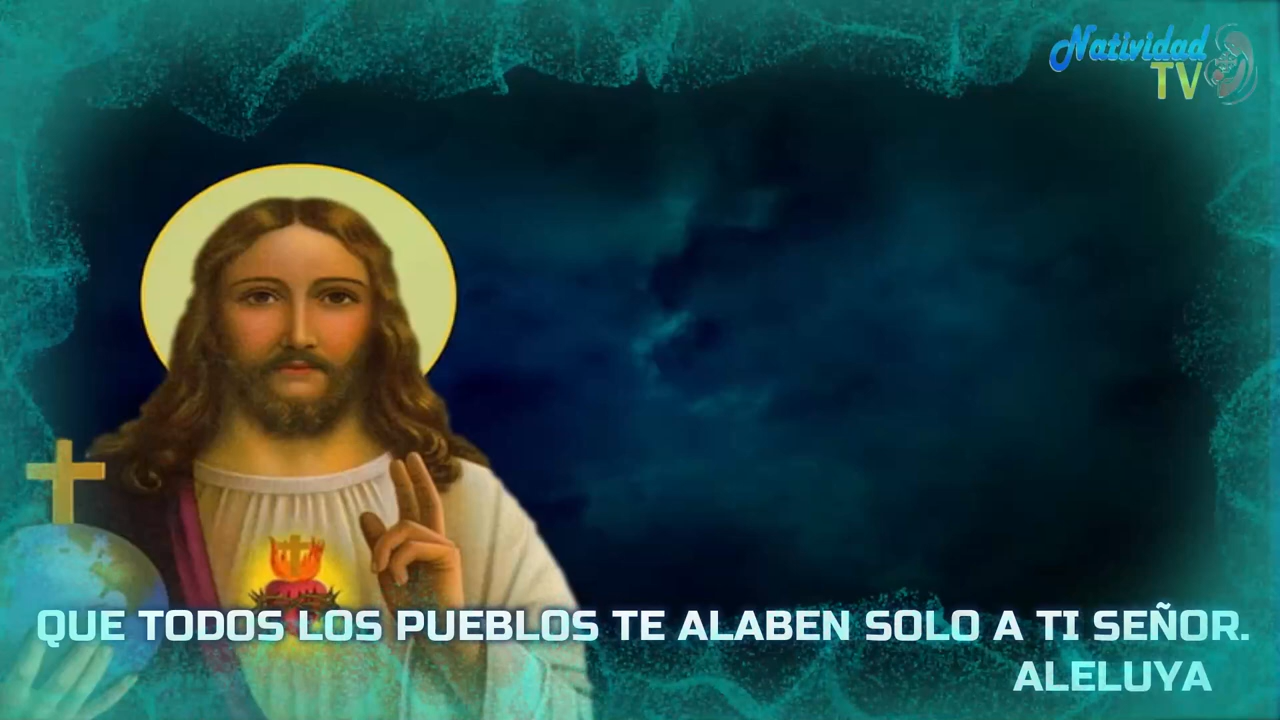 Natividad
TV
QUE TODOS LOS PUEBLOS TE ALABEN SOLO A TI SEÑOR.
ALELUYA